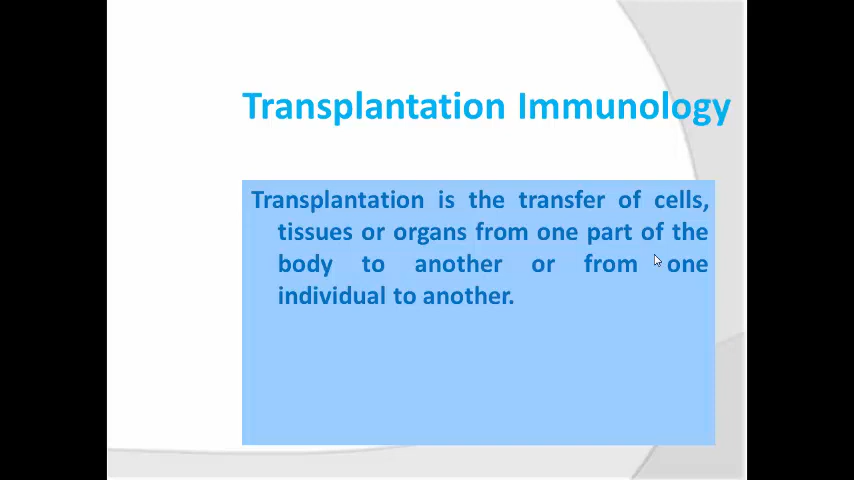 Transplantation Immunology
Transplantation is the transfer of cells,
tissues or organs from one part of the
body to another or from one
individual to another.